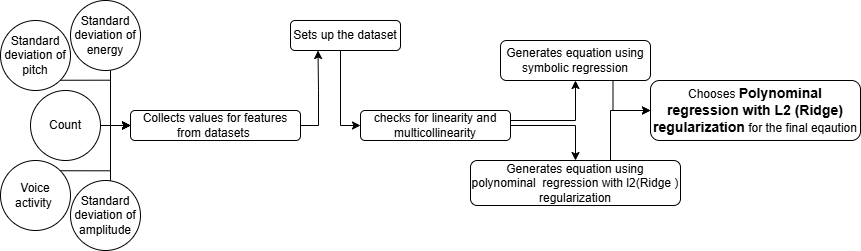 Standard
deviation of
energy
Standard
deviation of
pitch
Count
Voice
activity
Standard
deviation of
amplitude
Collects values for features
from datasets
Sets up the dataset
checks for linearity and
multicollinearity
Generates equation using
symbolic regression
Generates equation using
polynominal regression with l2(Ridge )
regularization
Chooses Polynominal
regression with L2 (Ridge)
regularization for the final eqaution